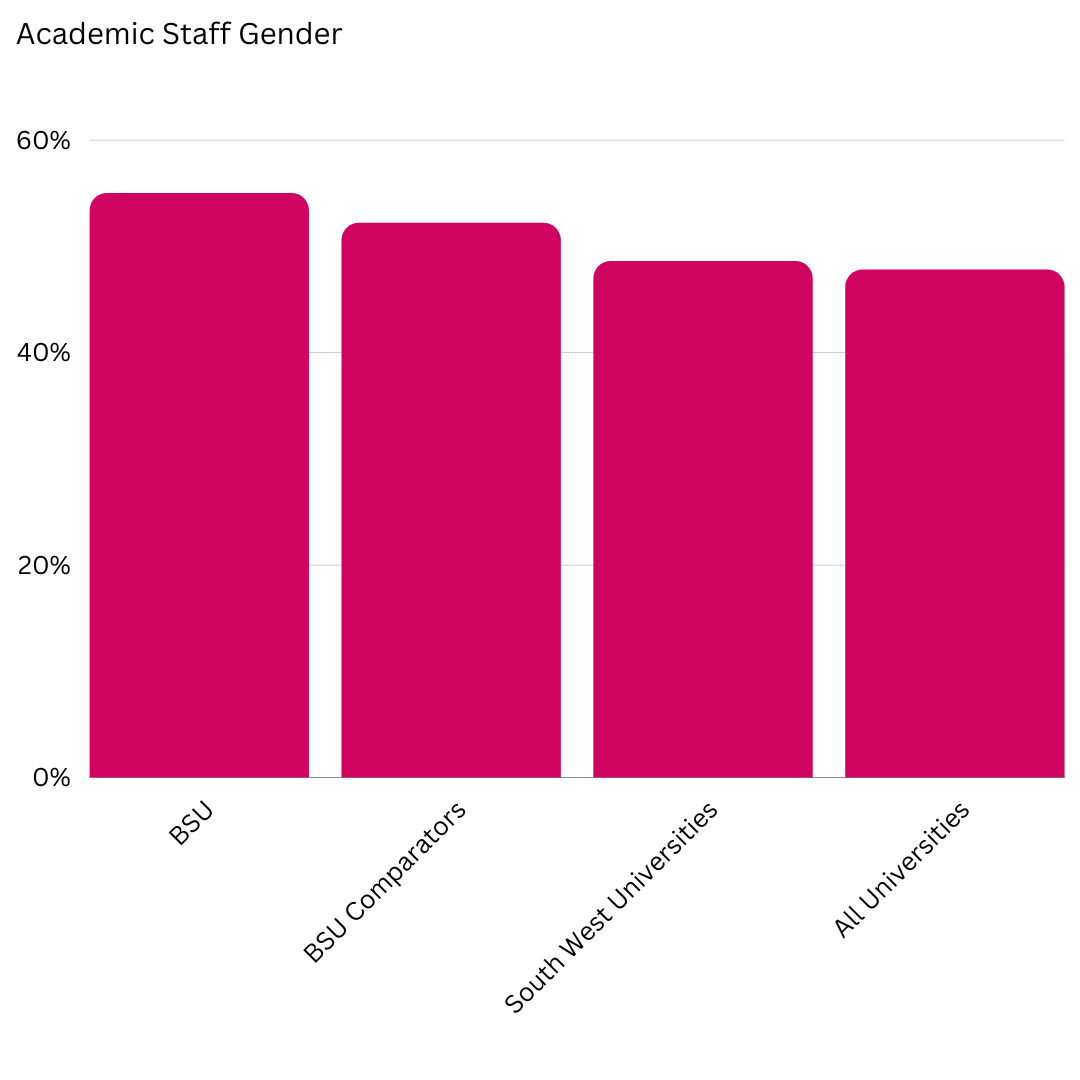 Academic Staff Gender
60%
40%
20%
0%
BSU
BSU Comparators
South West Universities
All Universities